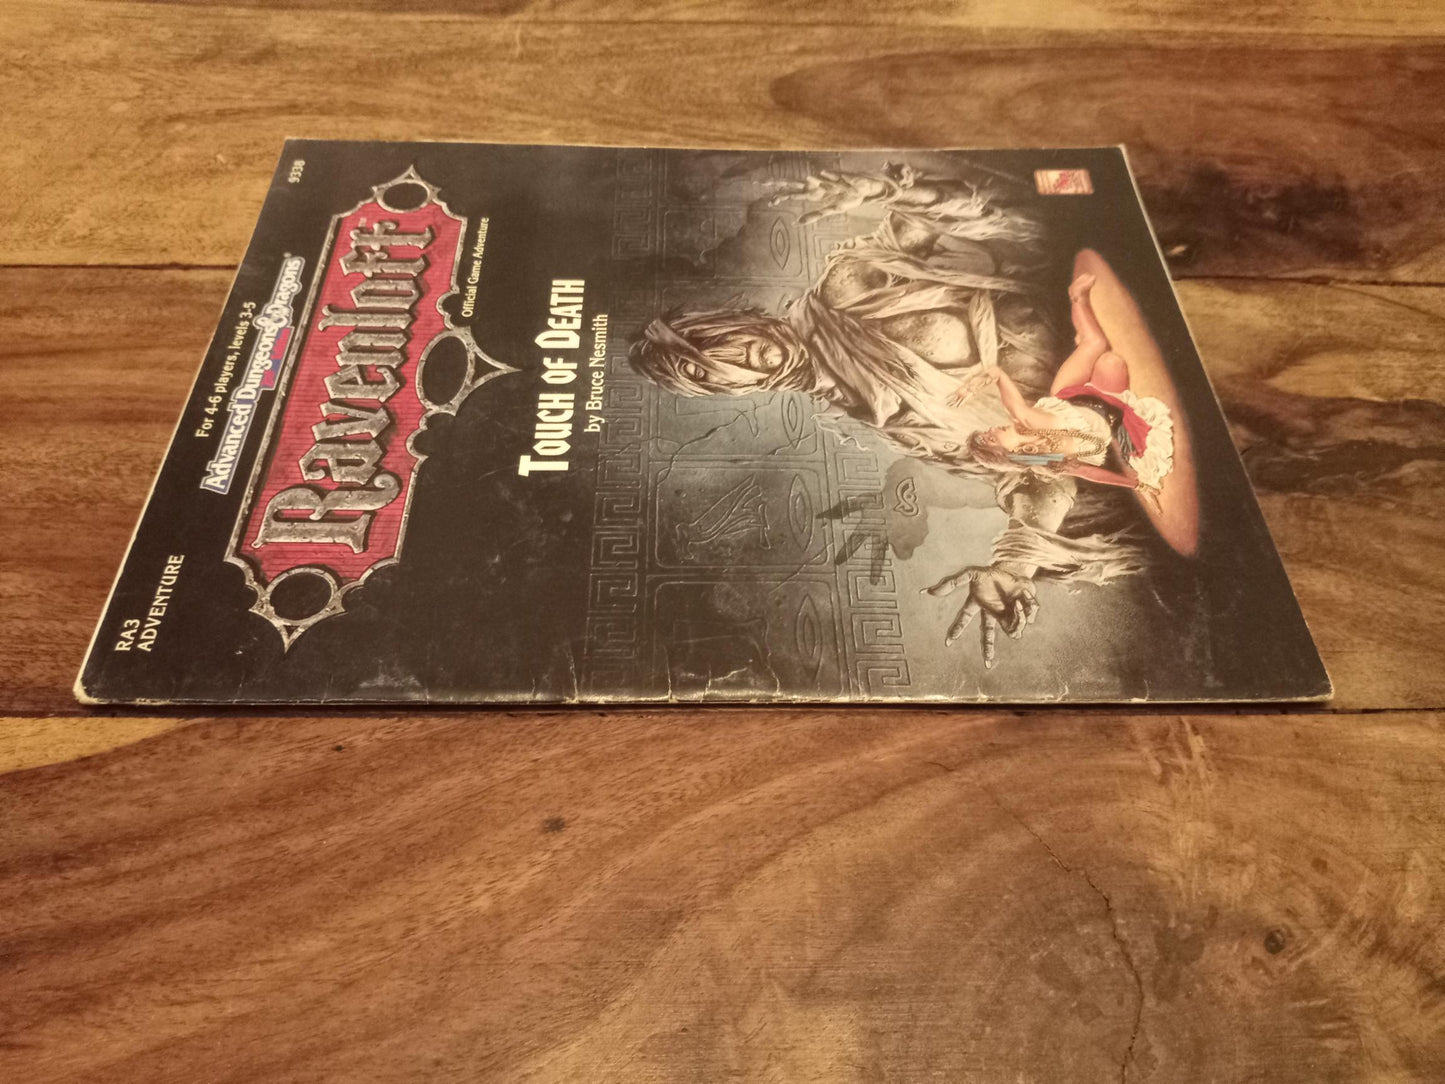 RA3
ADVENTURE
9338
For 4-6 players, levels 3-5
Advanced Dungeons & Dragons®
Ravenloft™
Official Game Adventure
TOUCH OF DEATH
by Bruce Nesmith